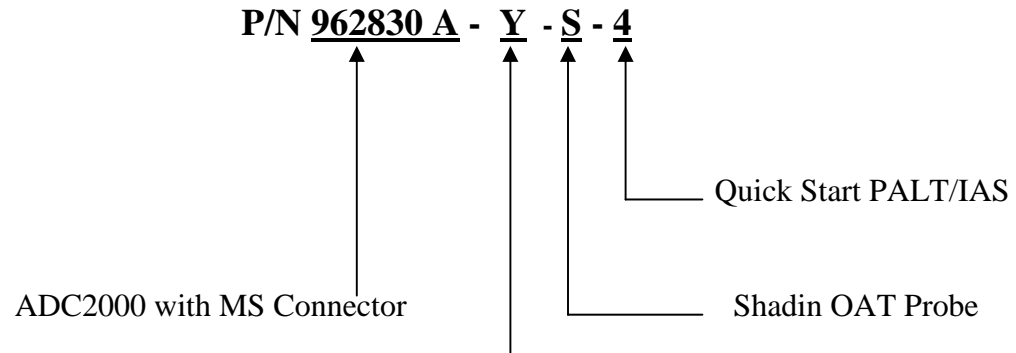 P/N 962830 A - Y - S - 4
Quick Start PALT/IAS
ADC2000 with MS Connector
Shadin OAT Probe